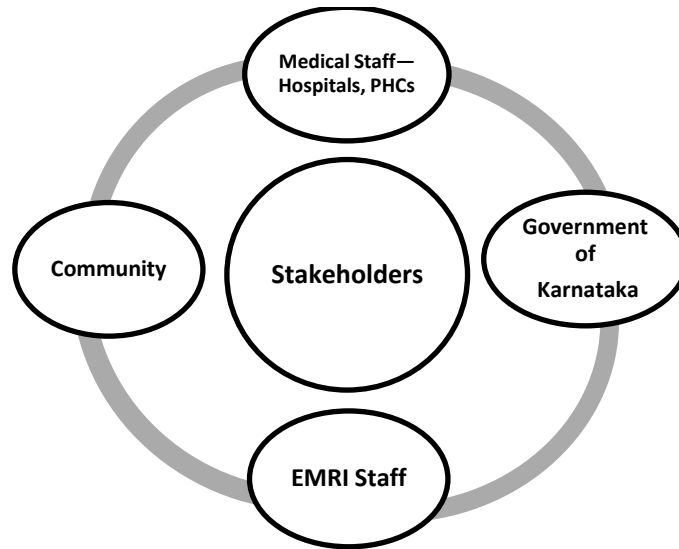 Medical Staff—
Hospitals, PHCs
Community
Stakeholders
Government
of
Karnataka
EMRI Staff